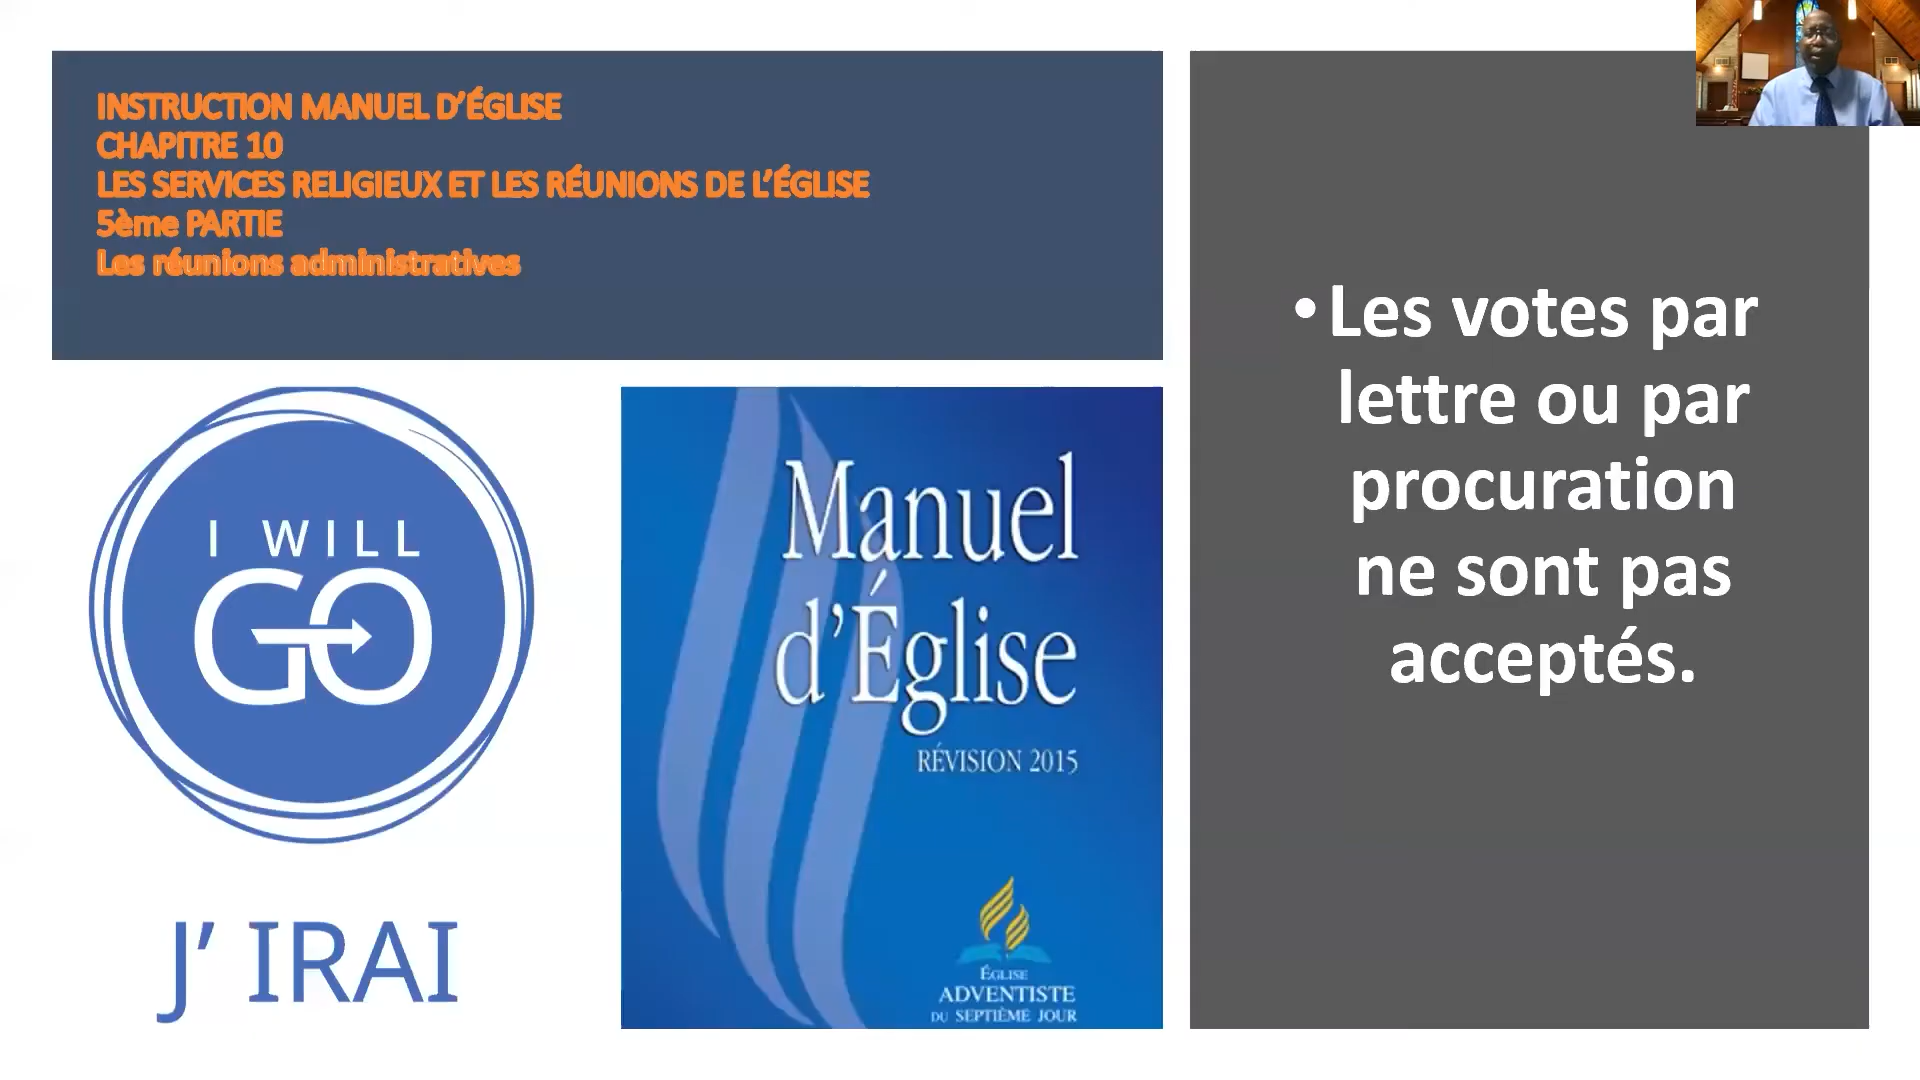 INSTRUCTION MANUEL D’ÉGLISE
CHAPITRE 10
LES SERVICES RELIGIEUX ET LES RÉUNIONS DE L’ÉGLISE
5ème PARTIE
Les réunions administratives
I WILL
GO
J’ IRAI
Manuel
d’Église
RÉVISION 2015
ÉGLISE
ADVENTISTE
DU SEPTIÈME JOUR
•Les votes par
lettre ou par
procuration
ne sont pas
acceptés.